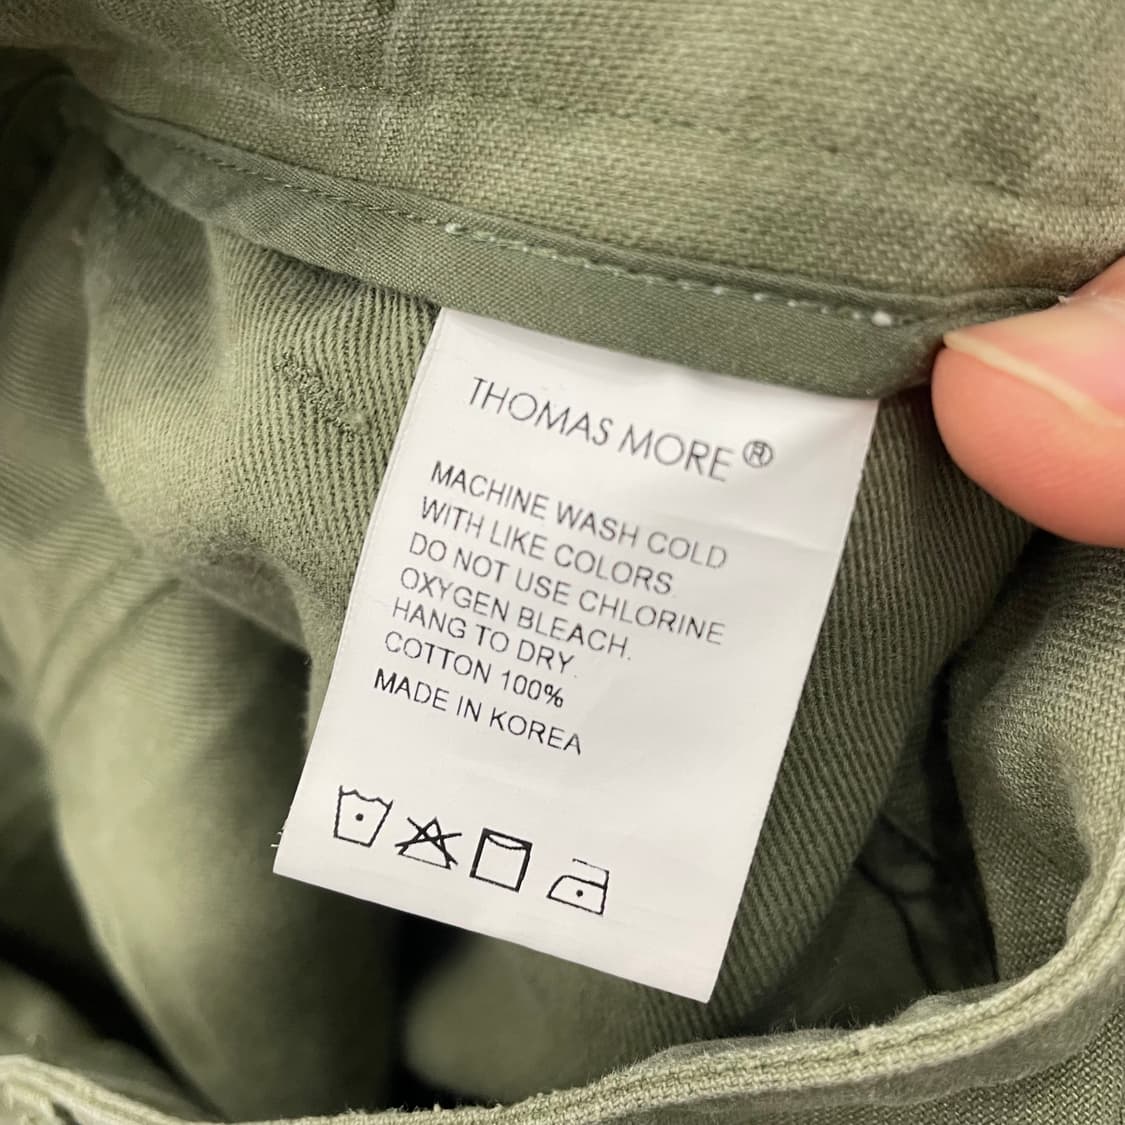 THOMAS MORE®
MACHINE WASH COLD
WITH LIKE COLORS
DO NOT USE CHLORINE
OXYGEN BLEACH.
HANG TO DRY.
COTTON 100%
MADE IN KOREA